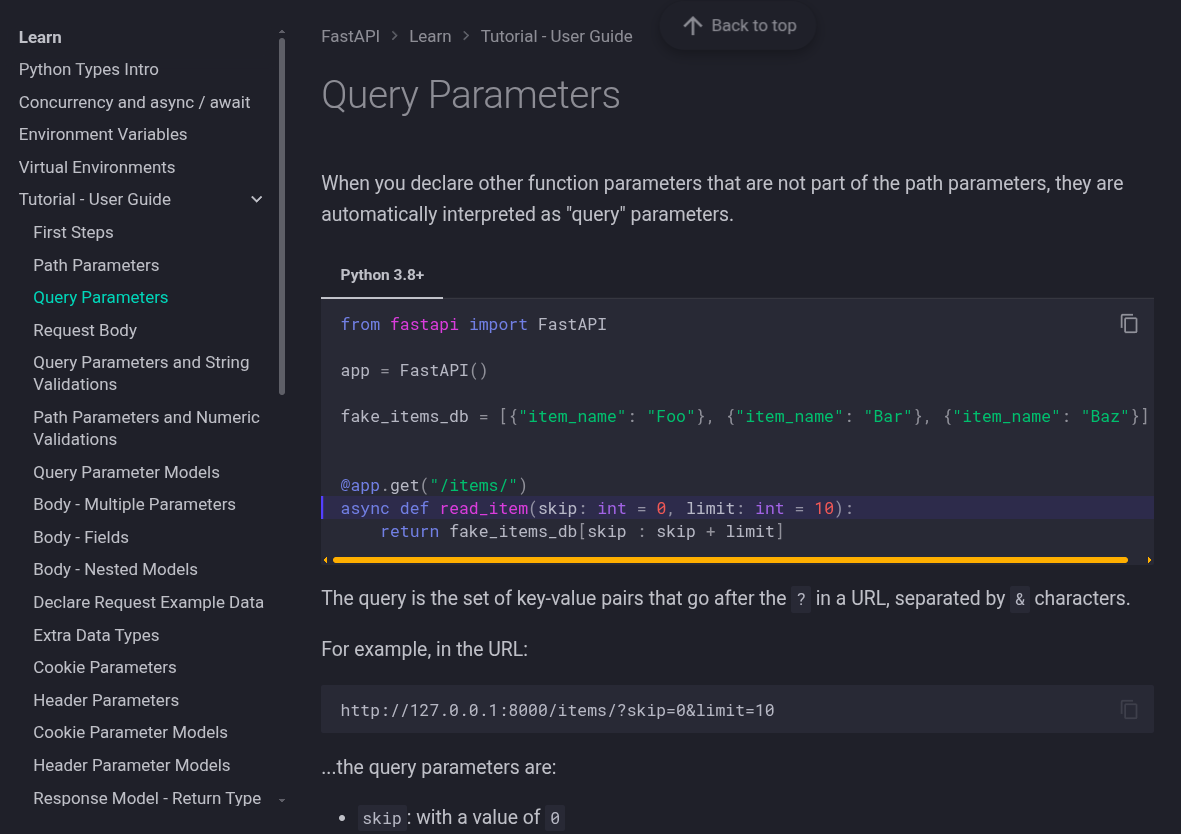 Learn
Python Types Intro
Concurrency and async / await
Environment Variables
Virtual Environments
Tutorial - User Guide
First Steps
Path Parameters
Query Parameters
Request Body
Query Parameters and String
Validations
Path Parameters and Numeric
Validations
Query Parameter Models
Body - Multiple Parameters
Body - Fields
Body - Nested Models
Declare Request Example Data
Extra Data Types
Cookie Parameters
Header Parameters
Cookie Parameter Models
Header Parameter Models
Response Model - Return Type
FastAPI > Learn > Tutorial - User Guide
Back to top
Query Parameters
When you declare other function parameters that are not part of the path parameters, they are
automatically interpreted as "query" parameters.
Python 3.8+
from fastapi import FastAPI
app = FastAPI()
fake_items_db = [{"item_name": "Foo"}, {"item_name": "Bar"}, {"item_name": "Baz"}]
@app.get("/items/")
async def read_item(skip: int = 0, limit: int = 10):
    return fake_items_db[skip : skip + limit]
The query is the set of key-value pairs that go after the ? in a URL, separated by & characters.
For example, in the URL:
http://127.0.0.1:8000/items/?skip=0&limit=10
...the query parameters are:
• skip: with a value of 0